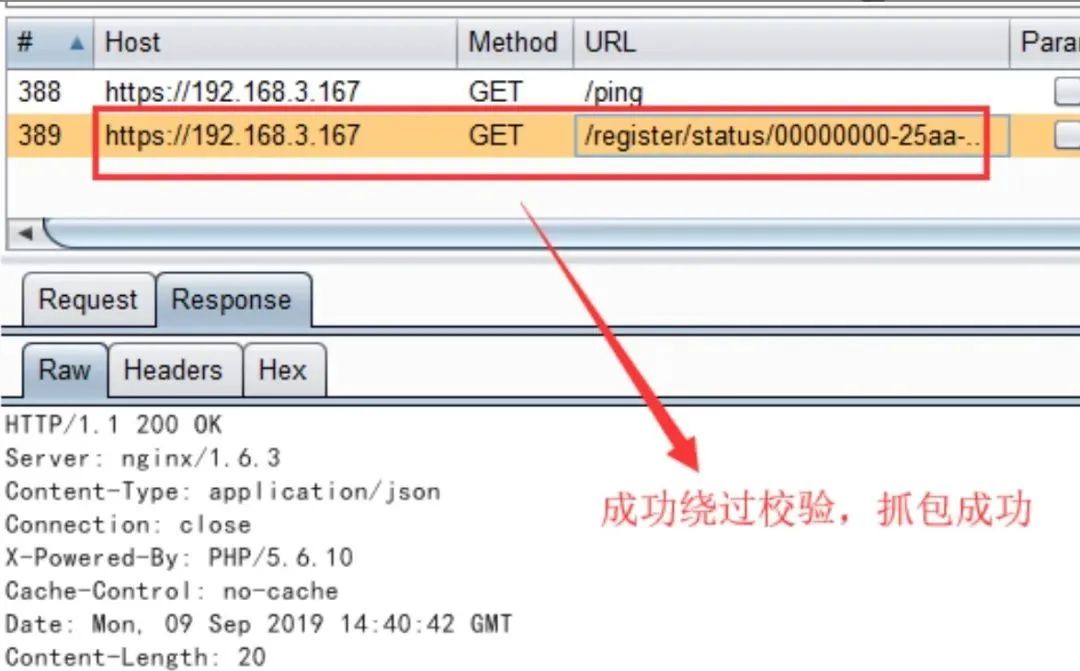 # Host Method URL Para
388 https://192.168.3.167 GET /ping
389 https://192.168.3.167 GET /register/status/00000000-25aa-...
Request Response
Raw Headers Hex
HTTP/1.1 200 OK
Server: nginx/1.6.3
Content-Type: application/json
成功绕过校验，抓包成功
Connection: close
X-Powered-By: PHP/5.6.10
Cache-Control: no-cache
Date: Mon, 09 Sep 2019 14:40:42 GMT
Content-Length: 20